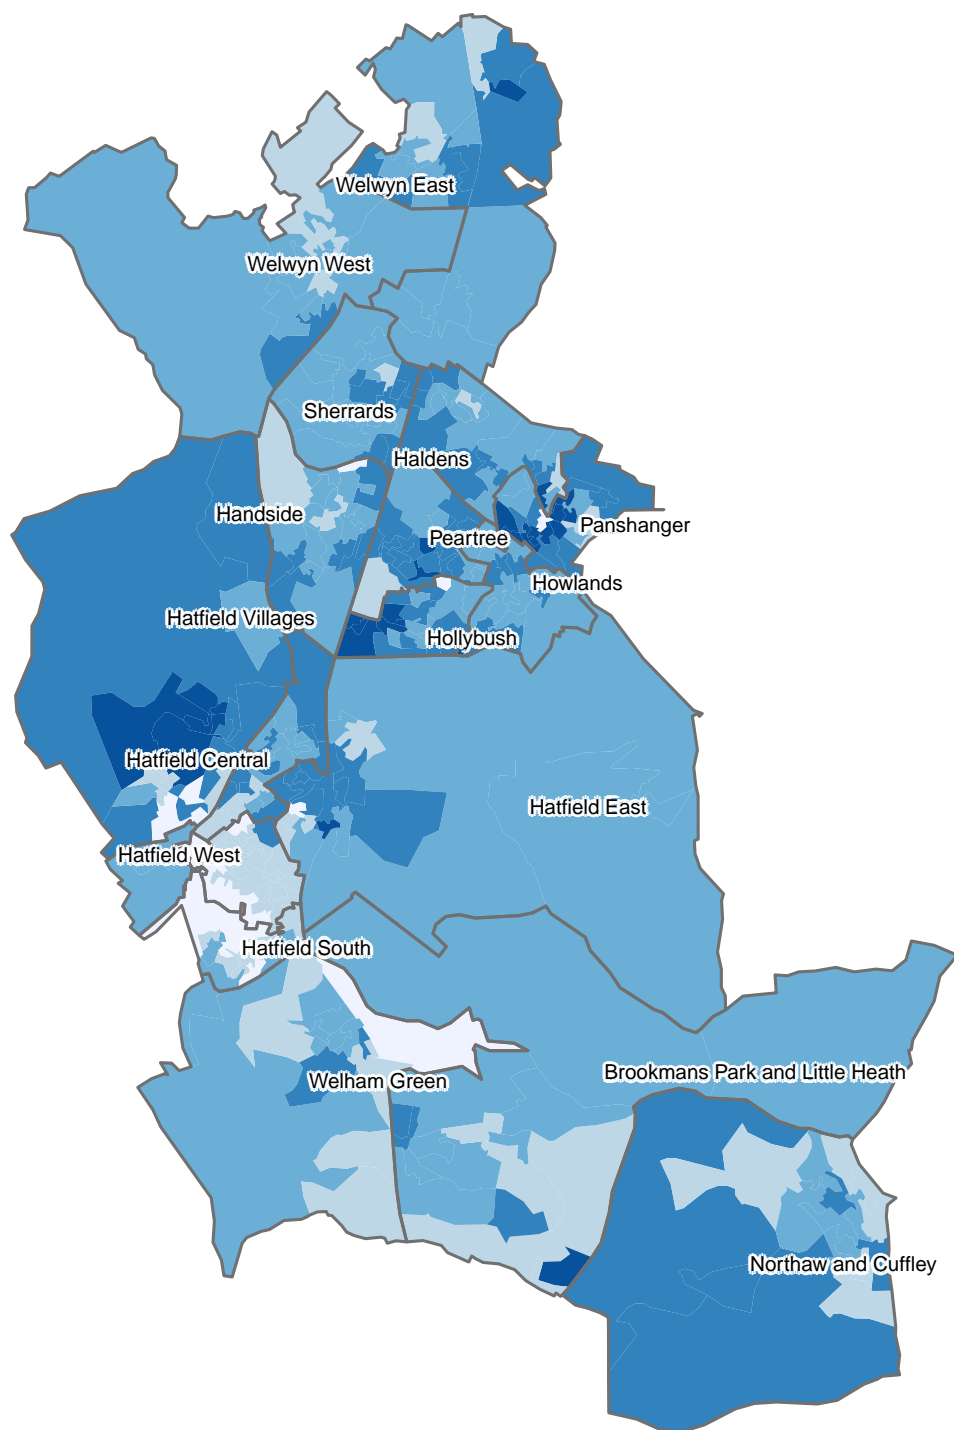 Welwyn East
Welwyn West
Sherrards
Haldens
Handside
Panshanger
Peartree
Howlands
Hatfield Villages
Hollybush
Hatfield Central
Hatfield East
Hatfield West
Hatfield South
Brookmans Park and Little Heath
Welham Green
Northaw and Cuffley